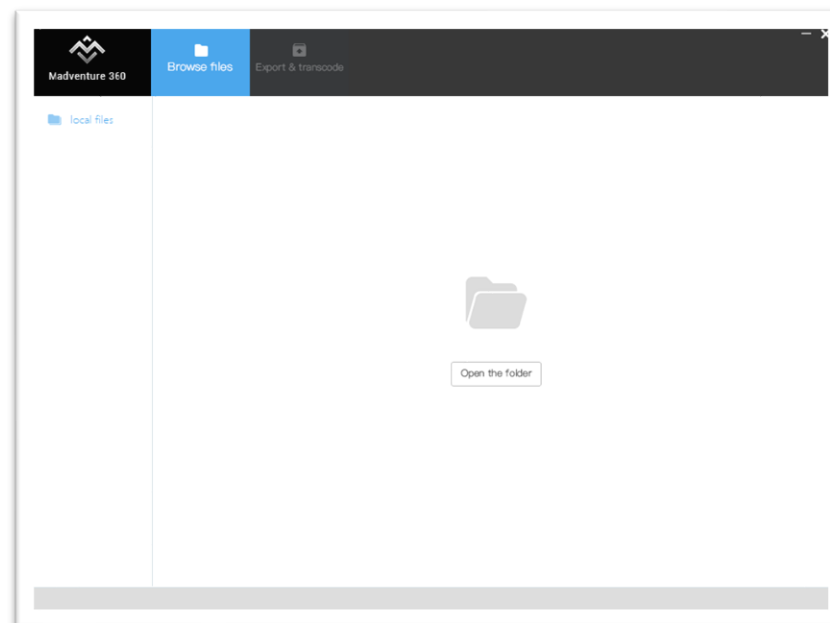 Madventure 360
Browse files
Export & transcode
local files
Open the folder